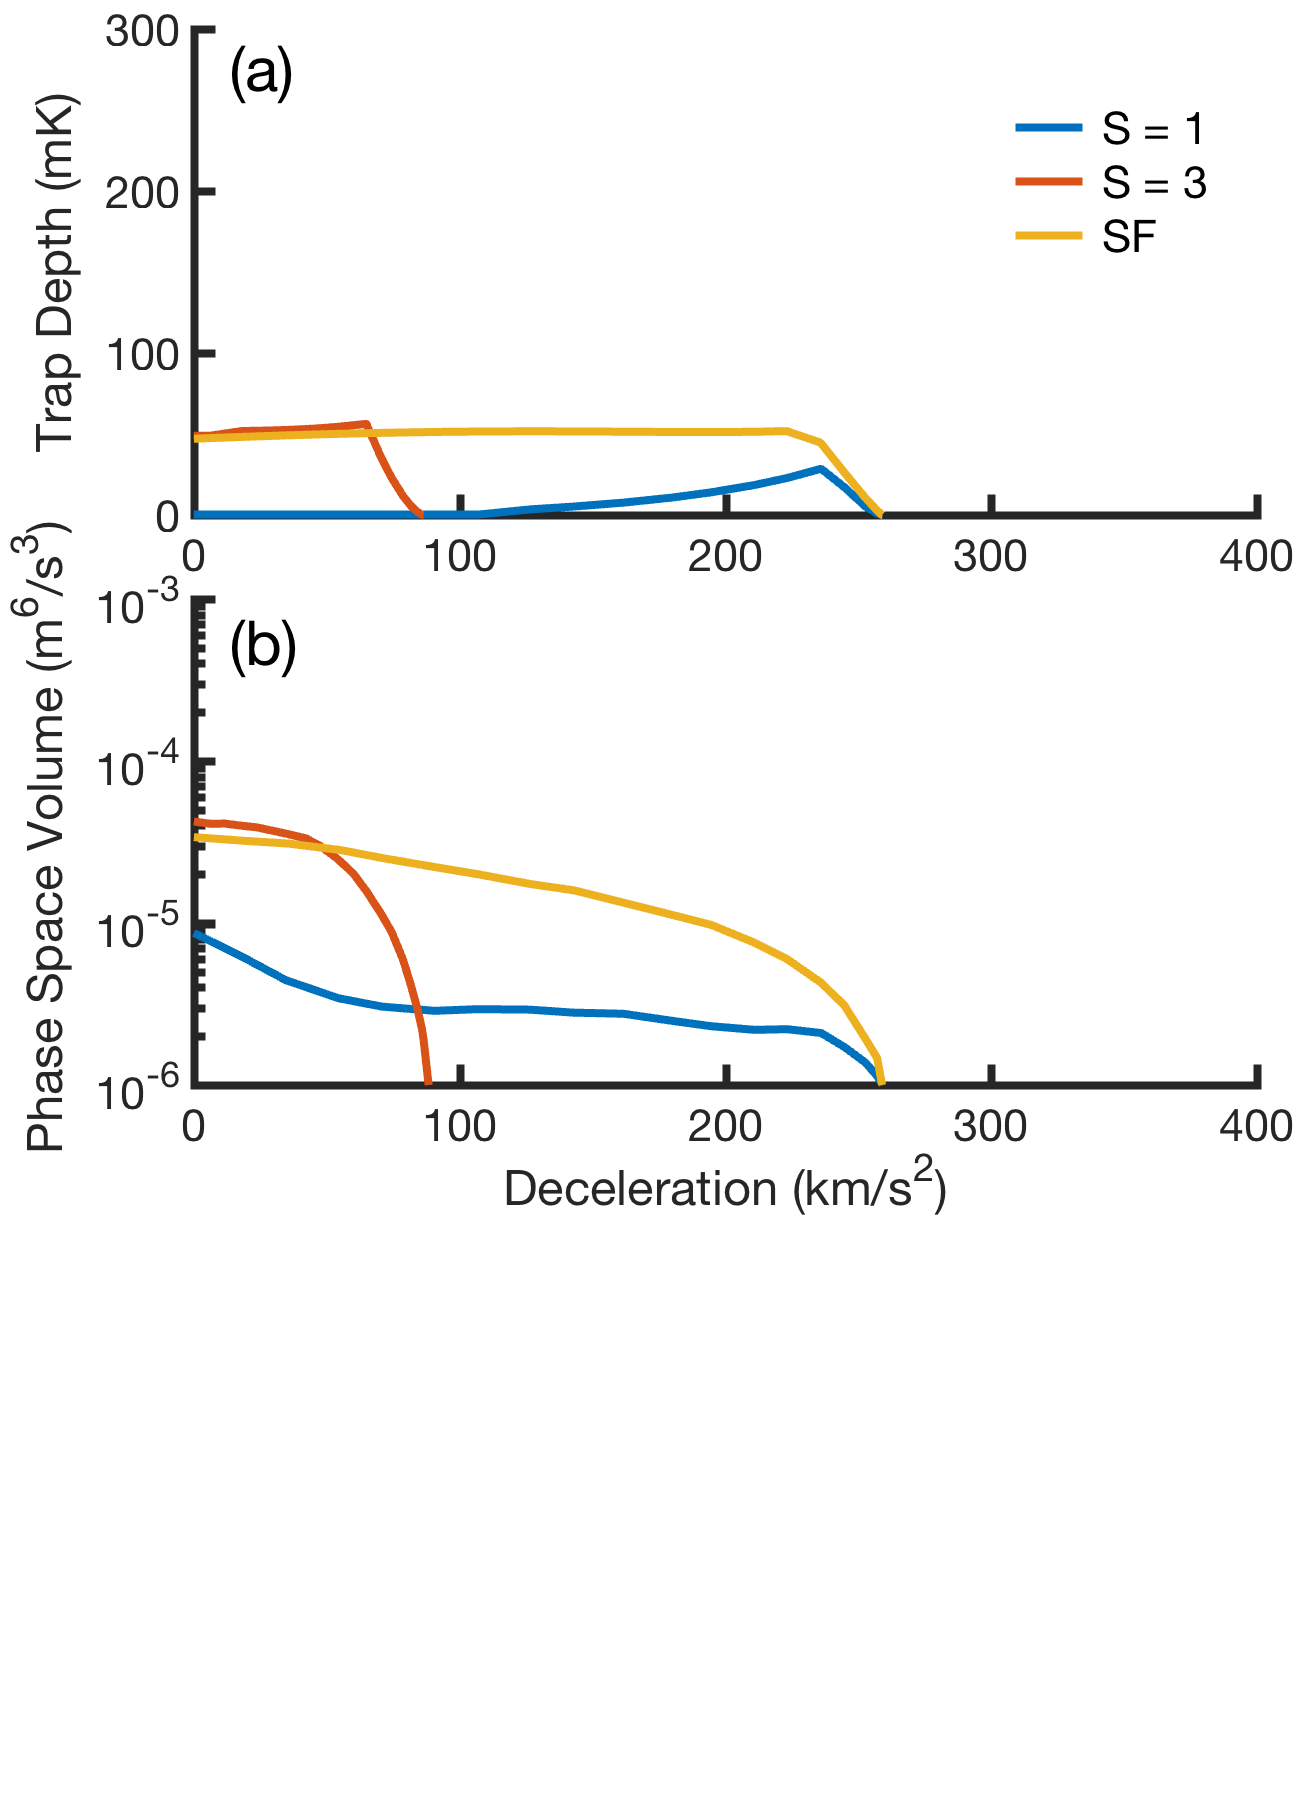 300
(a)
S = 1
S = 3
SF
200
100
0
Trap Depth (mK)
0 100 200 300 400
10^-3
(b)
10^-4
10^-5
10^-6
Phase Space Volume (m^6/s^3)
0 100 200 300 400
Deceleration (km/s^2)